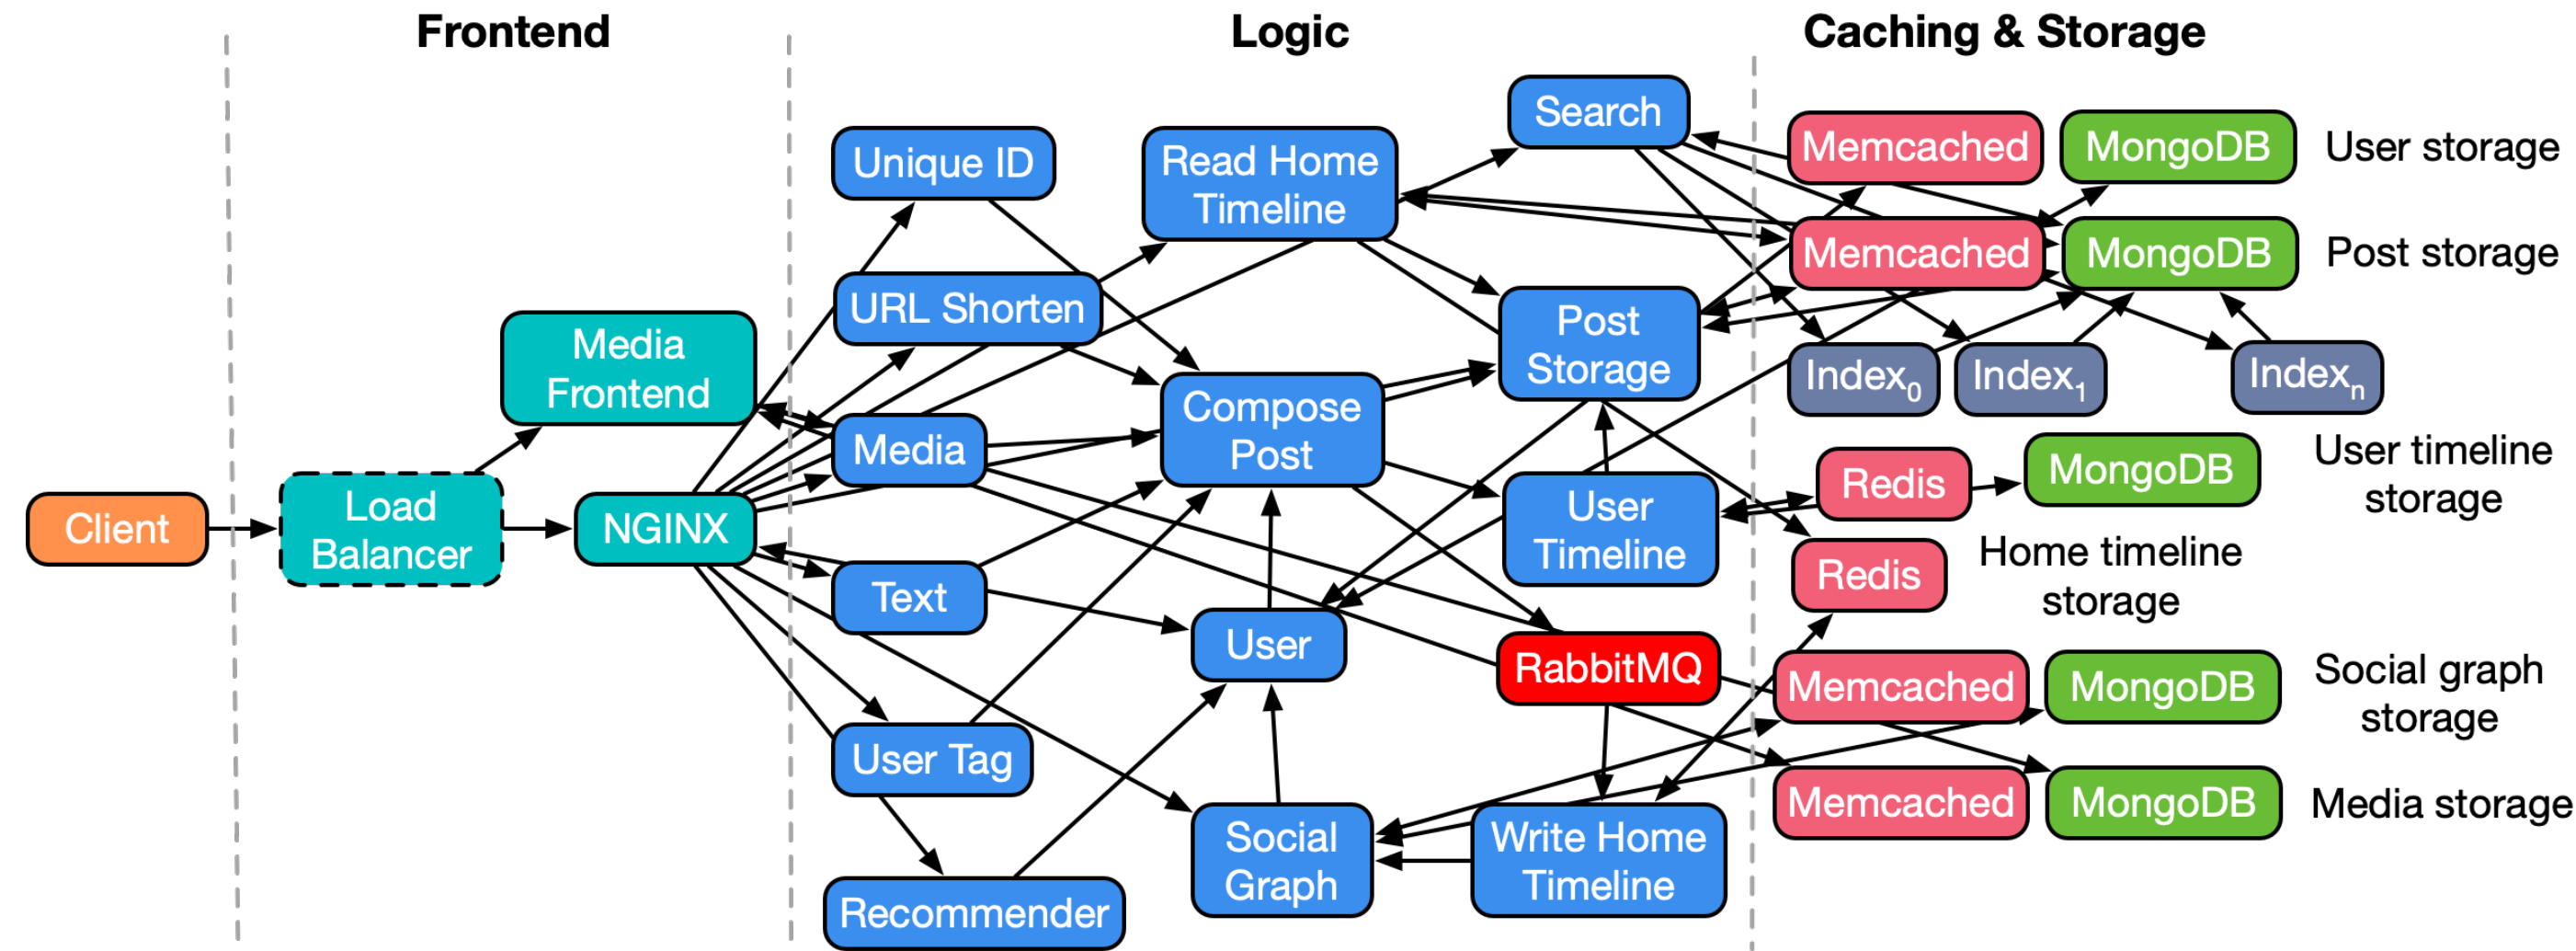 Frontend
Logic
Caching & Storage
Search
Memcached
MongoDB
User storage
Unique ID
Read Home
Timeline
Memcached
MongoDB
Post storage
URL Shorten
Media
Frontend
Post
Storage
Index0
Index1
Indexn
Compose
Post
Media
Redis
MongoDB
User timeline
storage
Client
Load
Balancer
NGINX
User
Timeline
Redis
Home timeline
storage
Text
User
RabbitMQ
Memcached
MongoDB
Social graph
storage
User Tag
Social
Graph
Write Home
Timeline
Memcached
MongoDB
Media storage
Recommender